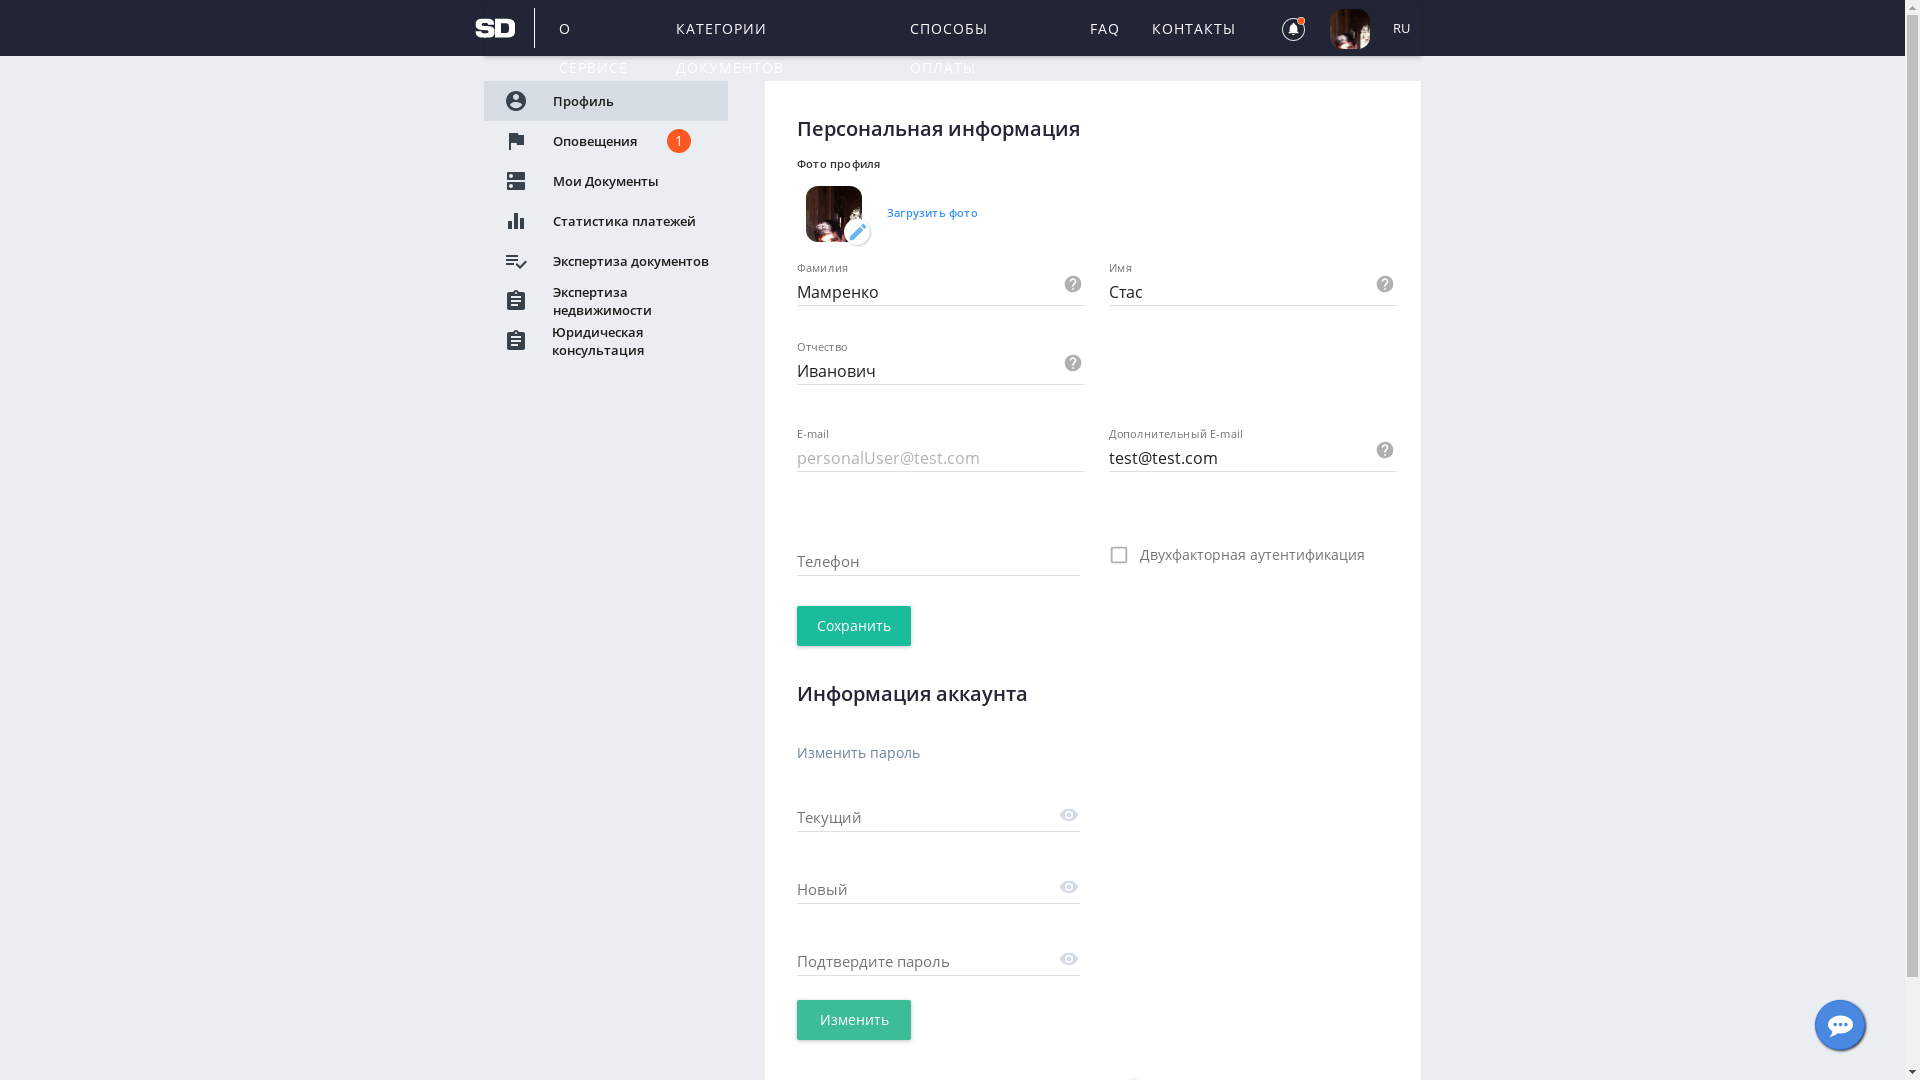 SD
О СЕРВИСЕ
КАТЕГОРИИ ДОКУМЕНТОВ
СПОСОБЫ ОПЛАТЫ
FAQ
КОНТАКТЫ
RU
Профиль
Оповещения 1
Мои Документы
Статистика платежей
Экспертиза документов
Экспертиза
недвижимости
Юридическая
консультация
Персональная информация
Фото профиля
Загрузить фото
Фамилия
Мамренко
Имя
Стас
Отчество
Иванович
E-mail
personalUser@test.com
Дополнительный E-mail
test@test.com
Телефон
Двухфакторная аутентификация
Сохранить
Информация аккаунта
Изменить пароль
Текущий
Новый
Подтвердите пароль
Изменить